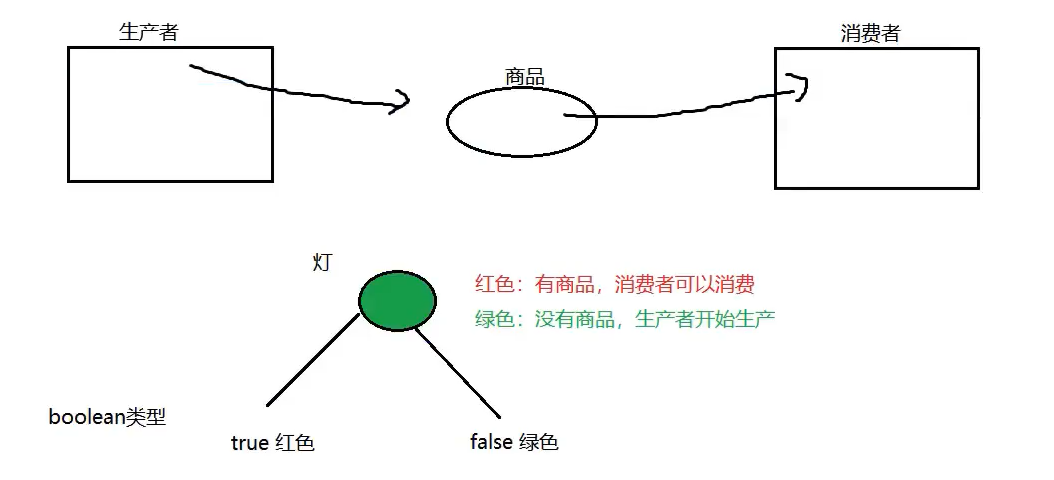 生产者
消费者
商品
灯
红色：有商品，消费者可以消费
绿色：没有商品，生产者开始生产
boolean类型
true 红色
false 绿色